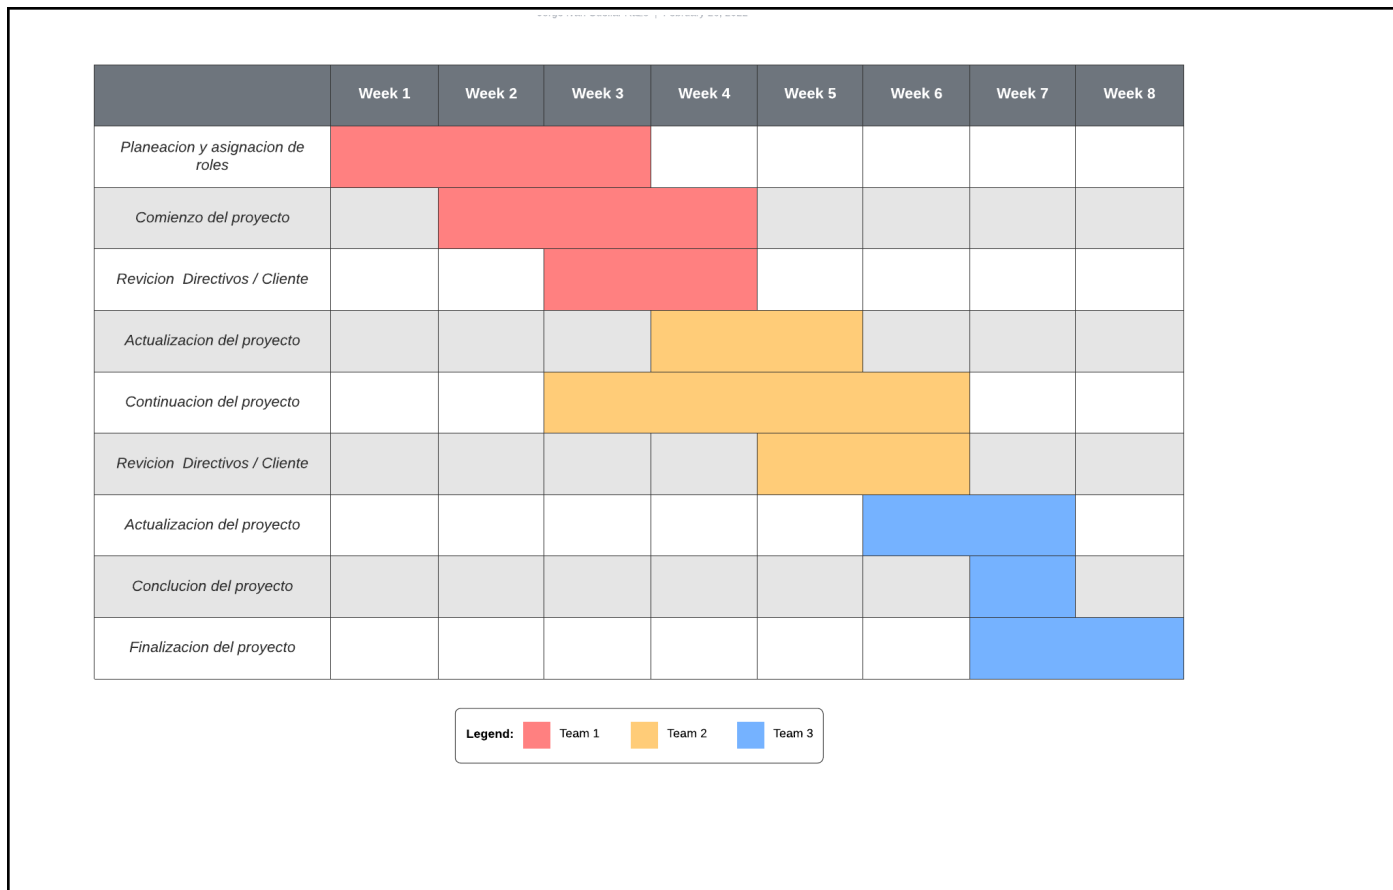 Week 1 Week 2 Week 3 Week 4 Week 5 Week 6 Week 7 Week 8
Planeacion y asignacion de
roles
Comienzo del proyecto
Revicion  Directivos / Cliente
Actualizacion del proyecto
Continuacion del proyecto
Revicion  Directivos / Cliente
Actualizacion del proyecto
Conclucion del proyecto
Finalizacion del proyecto
Legend: Team 1 Team 2 Team 3